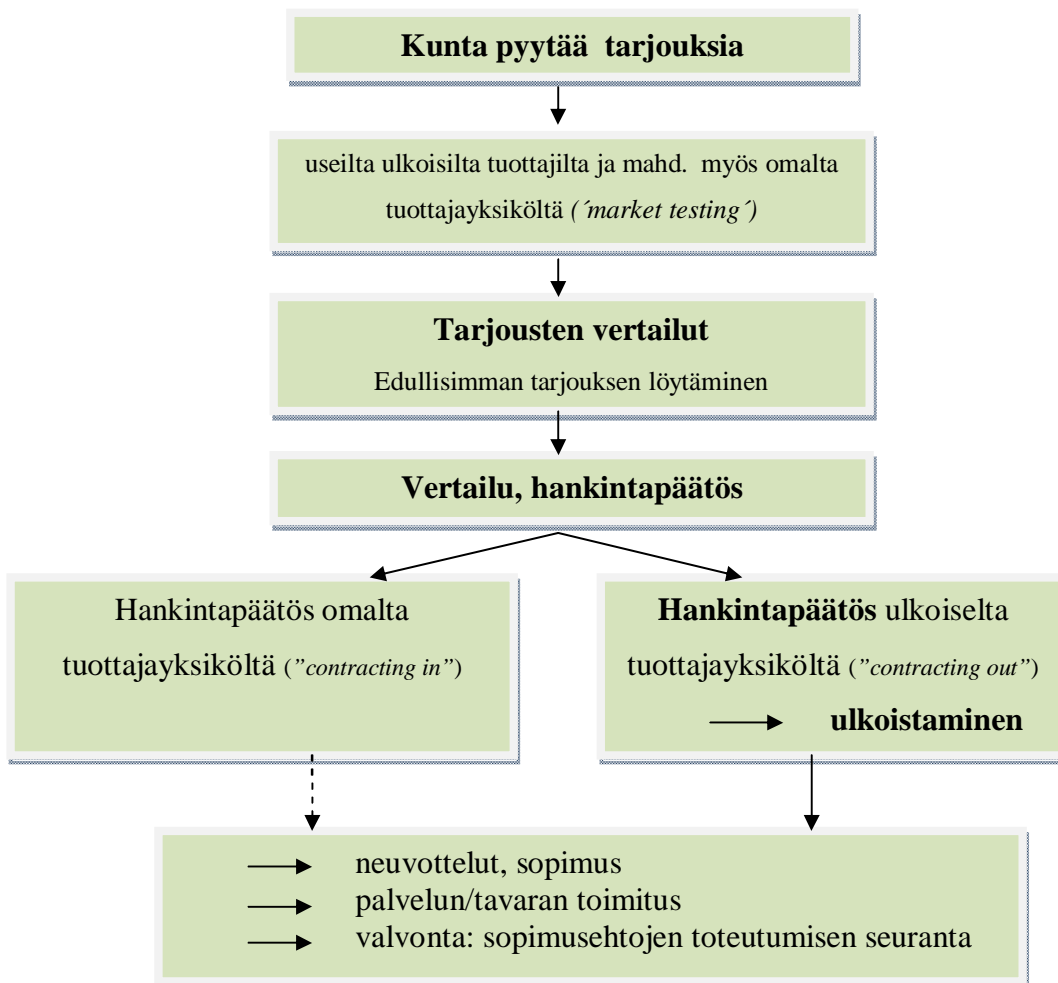 Kunta pyytää tarjouksia
useilta ulkoisilta tuottajilta ja mahd. myös omalta
tuottajayksiköltä (´market testing´)
Tarjousten vertailut
Edullisimman tarjouksen löytäminen
Vertailu, hankintapäätös
Hankintapäätös omalta
tuottajayksiköltä (”contracting in”)
Hankintapäätös ulkoiselta
tuottajayksiköltä (”contracting out”)
ulkoistaminen
neuvottelut, sopimus
palvelun/tavaran toimitus
valvonta: sopimusehtojen toteutumisen seuranta